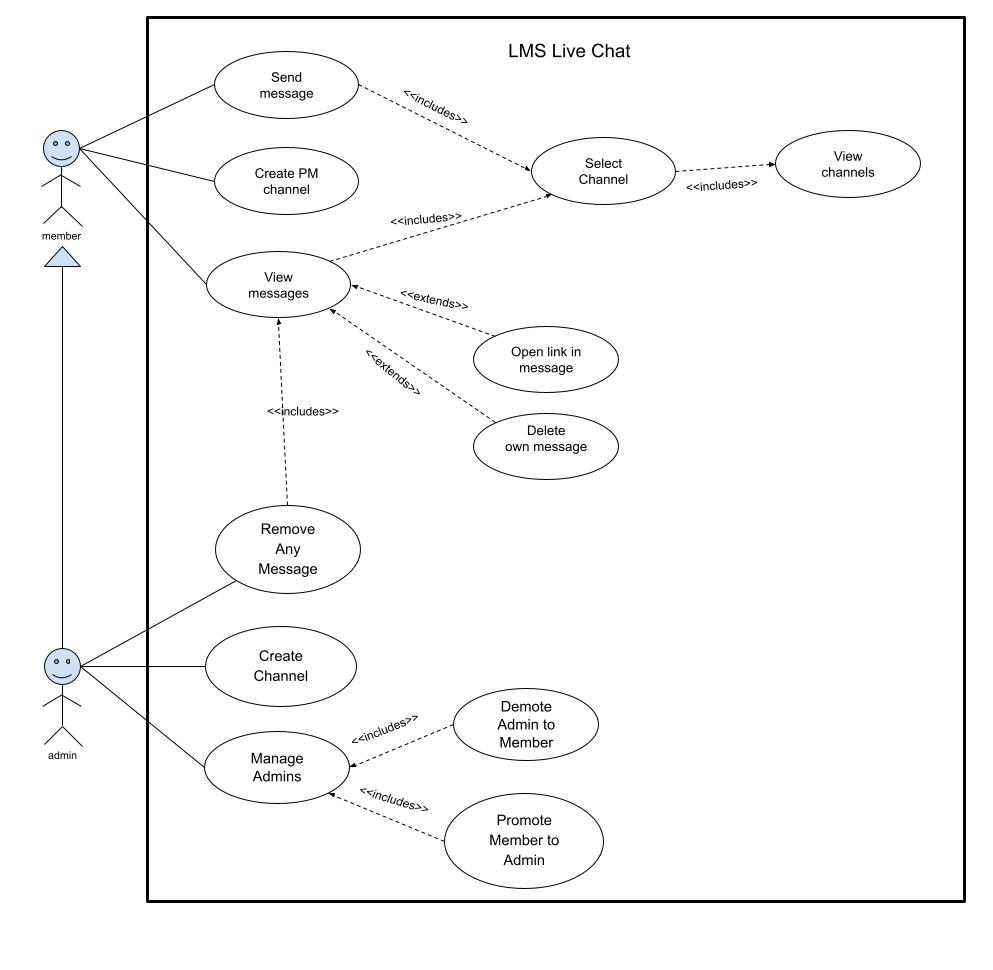 LMS Live Chat
Send
message
<<includes>>
Create PM
channel
Select
Channel
<<includes>>
View
channels
member
<<includes>>
View
messages
<<extends>>
Open link in
message
<<extends>>
Delete
own message
<<includes>>
Remove
Any
Message
Create
Channel
admin
Manage
Admins
<<includes>>
Demote
Admin to
Member
<<includes>>
Promote
Member to
Admin